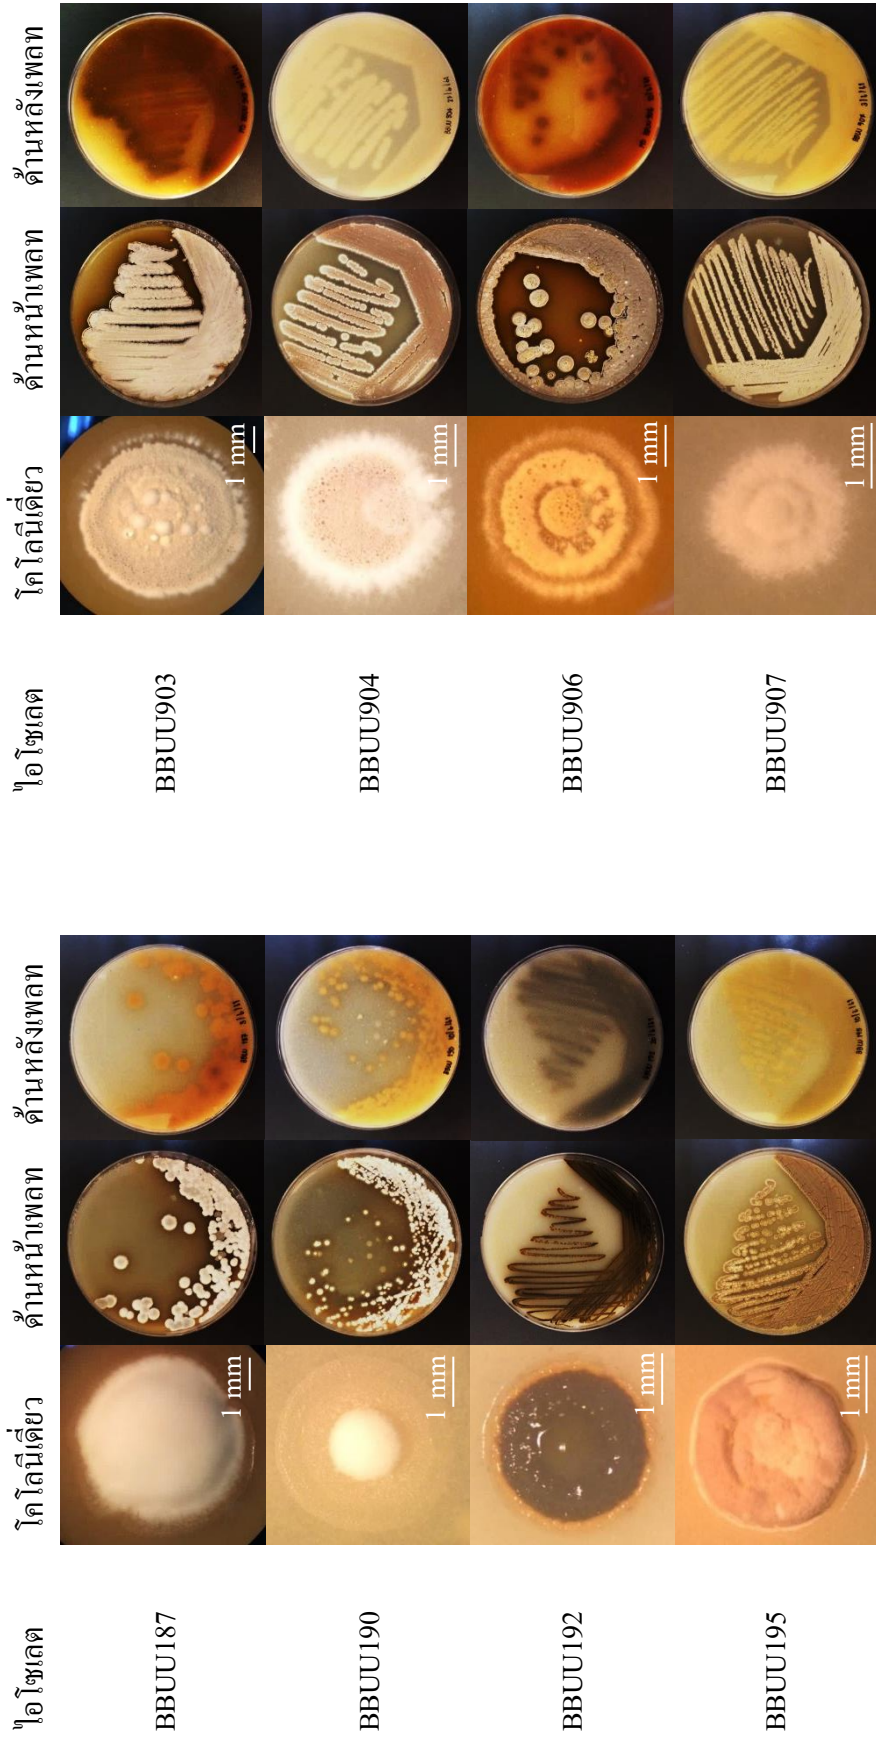 ไอโซเลต โคโลนีเดี่ยว ด้านหน้าเพลท ด้านหลังเพลท ไอโซเลต โคโลนีเดี่ยว ด้านหน้าเพลท ด้านหลังเพลท
BBUU187 1 mm BBUU903 1 mm
BBUU190 1 mm BBUU904 1 mm
BBUU192 1 mm BBUU906 1 mm
BBUU195 1 mm BBUU907 1 mm